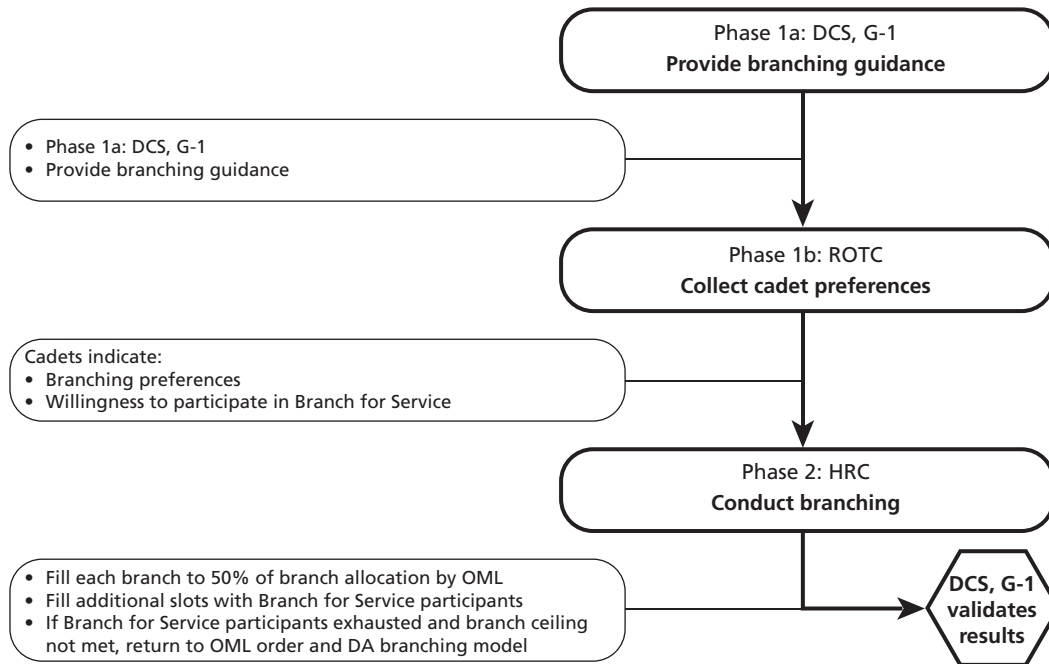 Phase 1a: DCS, G-1
Provide branching guidance
• Phase 1a: DCS, G-1
• Provide branching guidance
Phase 1b: ROTC
Collect cadet preferences
Cadets indicate:
• Branching preferences
• Willingness to participate in Branch for Service
Phase 2: HRC
Conduct branching
• Fill each branch to 50% of branch allocation by OML
• Fill additional slots with Branch for Service participants
• If Branch for Service participants exhausted and branch ceiling
not met, return to OML order and DA branching model
DCS, G-1
validates
results